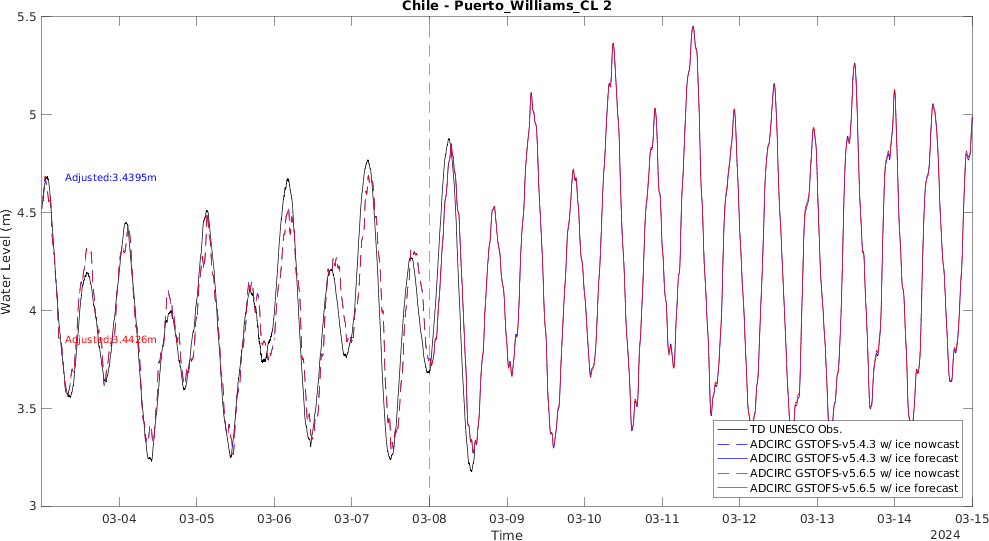 Chile - Puerto_Williams_CL 2
5.5
5
4.5
4
3.5
3
Water Level (m)
Adjusted:3.4395m
Adjusted:3.4426m
TD UNESCO Obs.
ADCIRC GSTOFS-v5.4.3 w/ ice nowcast
ADCIRC GSTOFS-v5.4.3 w/ ice forecast
ADCIRC GSTOFS-v5.6.5 w/ ice nowcast
ADCIRC GSTOFS-v5.6.5 w/ ice forecast
03-04 03-05 03-06 03-07 03-08 03-09 03-10 03-11 03-12 03-13 03-14 03-15
Time
2024